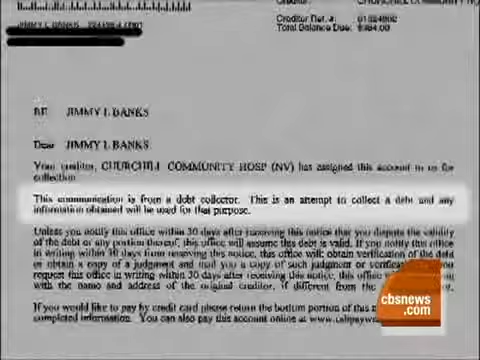 Creditor: CHURCHILL COMMUNITY HO
Creditor Ref. #:
Total Balance Due:
JIMMY L BANKS
RE JIMMY L BANKS
Dear JIMMY L BANKS
Your creditor, CHURCHILL COMMUNITY HOSP (NV) has assigned this account to us for
collection
This communication is from a debt collector. This is an attempt to collect a debt and any
information obtained will be used for that purpose.
Unless you notify this office within 30 days after receiving this notice that you dispute the validity
of the debt or any portion thereof, this office will assume this debt is valid. If you notify this office
in writing within 30 days from receiving this notice, this office will obtain verification of the debt
or obtain a copy of a judgment and mail you a copy of such judgment or verification
request this office in writing within 30 days after receiving this notice, this office
with the name and address of the original creditor, if different from the
If you would like to pay by credit card please return the bottom portion of this
completed information. You can also pay this account online at
cbsnews
.com